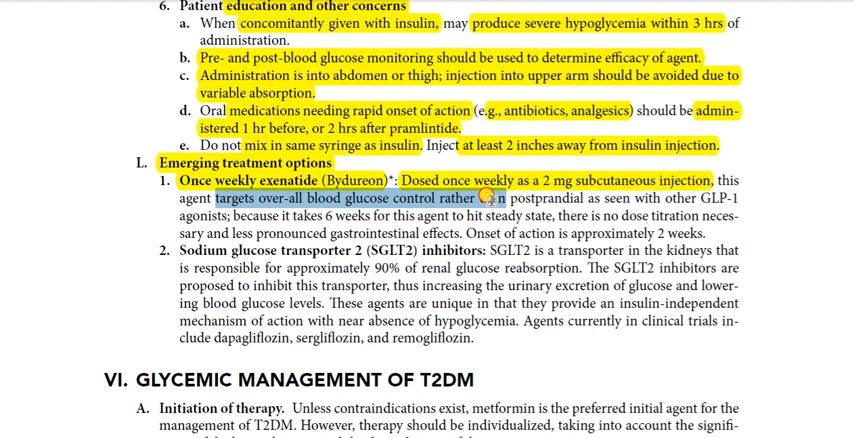 6. Patient education and other concerns
a. When concomitantly given with insulin, may produce severe hypoglycemia within 3 hrs of
administration.
b. Pre- and post-blood glucose monitoring should be used to determine efficacy of agent.
c. Administration is into abdomen or thigh; injection into upper arm should be avoided due to
variable absorption.
d. Oral medications needing rapid onset of action (e.g., antibiotics, analgesics) should be admin-
istered 1 hr before, or 2 hrs after pramlintide.
e. Do not mix in same syringe as insulin. Inject at least 2 inches away from insulin injection.
L. Emerging treatment options
1. Once weekly exenatide (Bydureon)*: Dosed once weekly as a 2 mg subcutaneous injection, this
agent targets over-all blood glucose control rather postprandial as seen with other GLP-1
agonists; because it takes 6 weeks for this agent to hit steady state, there is no dose titration neces-
sary and less pronounced gastrointestinal effects. Onset of action is approximately 2 weeks.
2. Sodium glucose transporter 2 (SGLT2) inhibitors: SGLT2 is a transporter in the kidneys that
is responsible for approximately 90% of renal glucose reabsorption. The SGLT2 inhibitors are
proposed to inhibit this transporter, thus increasing the urinary excretion of glucose and lower-
ing blood glucose levels. These agents are unique in that they provide an insulin-independent
mechanism of action with near absence of hypoglycemia. Agents currently in clinical trials in-
clude dapagliflozin, sergliflozin, and remogliflozin.
VI. GLYCEMIC MANAGEMENT OF T2DM
A. Initiation of therapy. Unless contraindications exist, metformin is the preferred initial agent for the
management of T2DM. However, therapy should be individualized, taking into account the signifi-